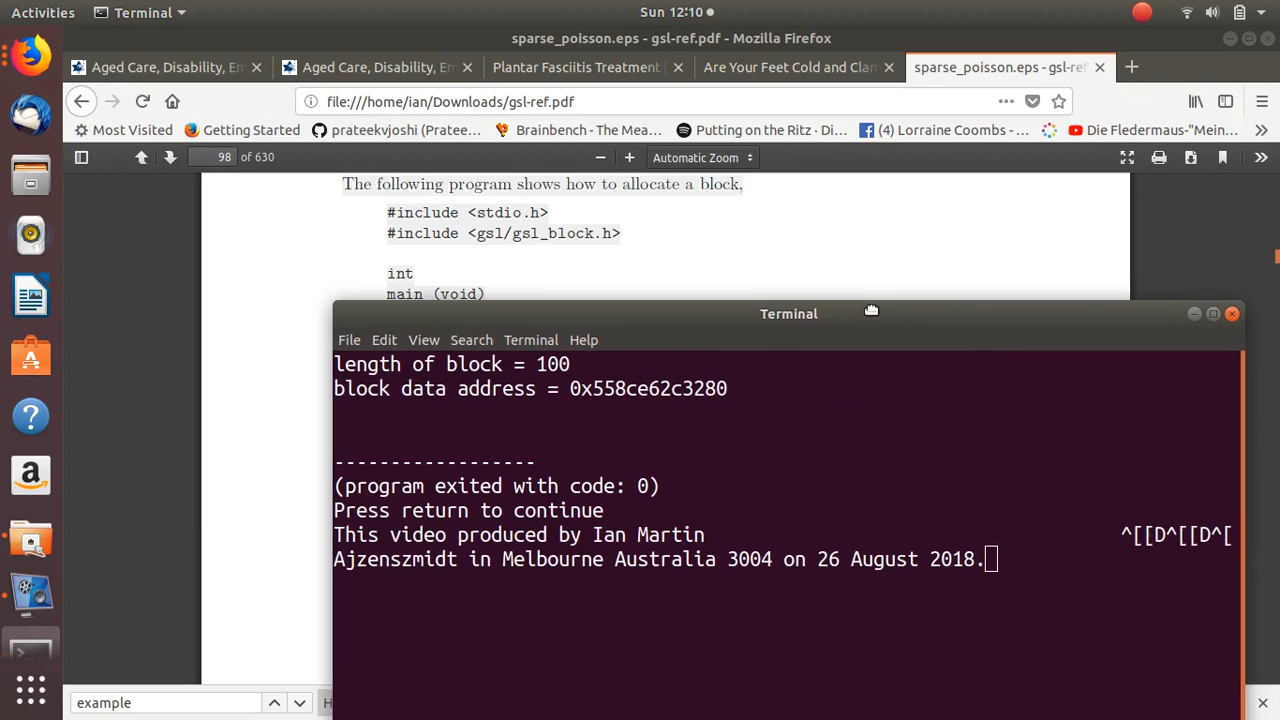 Activities
Terminal
Sun 12:10
sparse_poisson.eps - gsl-ref.pdf - Mozilla Firefox
Aged Care, Disability, Em
Aged Care, Disability, Em
Plantar Fasciitis Treatment
Are Your Feet Cold and Clan
sparse_poisson.eps - gsl-ref
file:///home/ian/Downloads/gsl-ref.pdf
Most Visited
Getting Started
prateekvjoshi (Pratee…
Brainbench - The Mea…
Putting on the Ritz · Di…
(4) Lorraine Coombs - …
Die Fledermaus-"Mein…
98 of 630
Automatic Zoom
The following program shows how to allocate a block,
#include <stdio.h>
#include <gsl/gsl_block.h>
int
main (void)
Terminal
File Edit View Search Terminal Help
length of block = 100
block data address = 0x558ce62c3280
------------------
(program exited with code: 0)
Press return to continue
This video produced by Ian Martin ^[[D^[[D^[
Ajzenszmidt in Melbourne Australia 3004 on 26 August 2018.
example